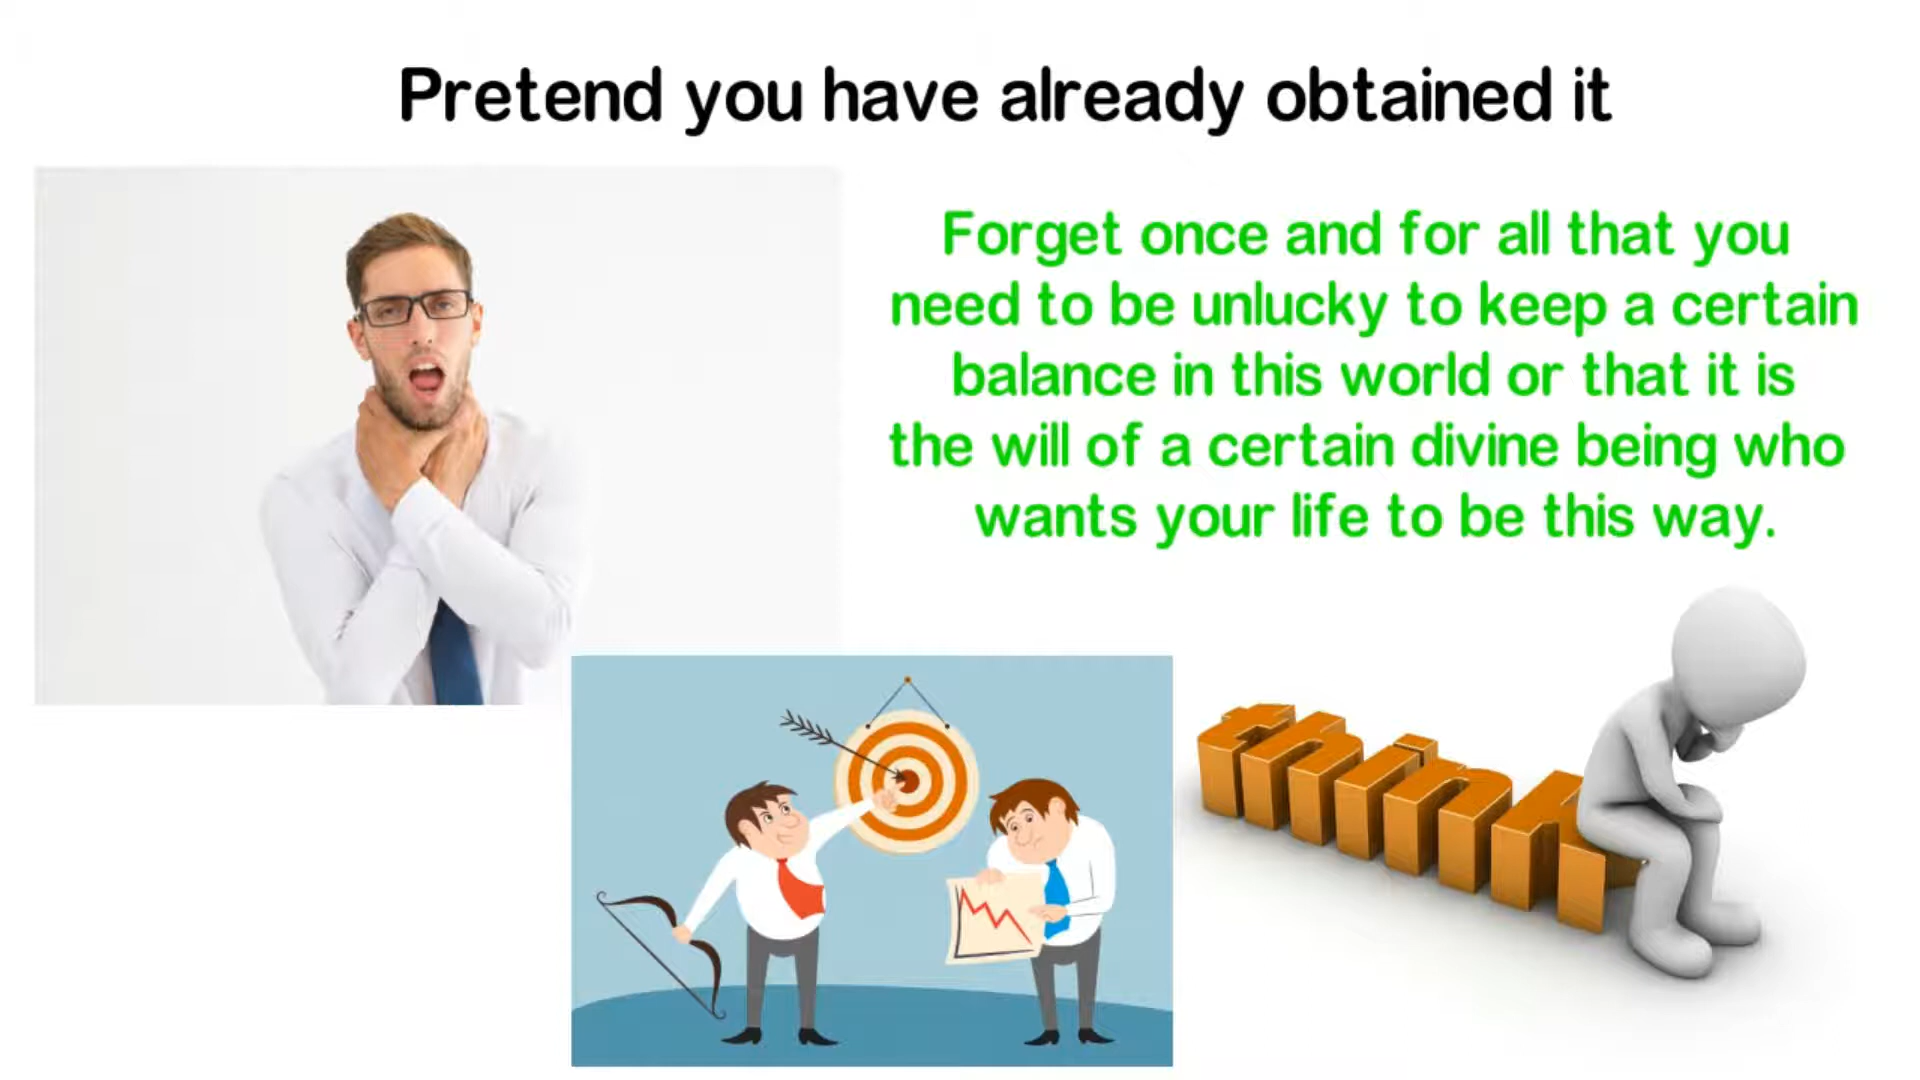 Pretend you have already obtained it
Forget once and for all that you
need to be unlucky to keep a certain
balance in this world or that it is
the will of a certain divine being who
wants your life to be this way.
think